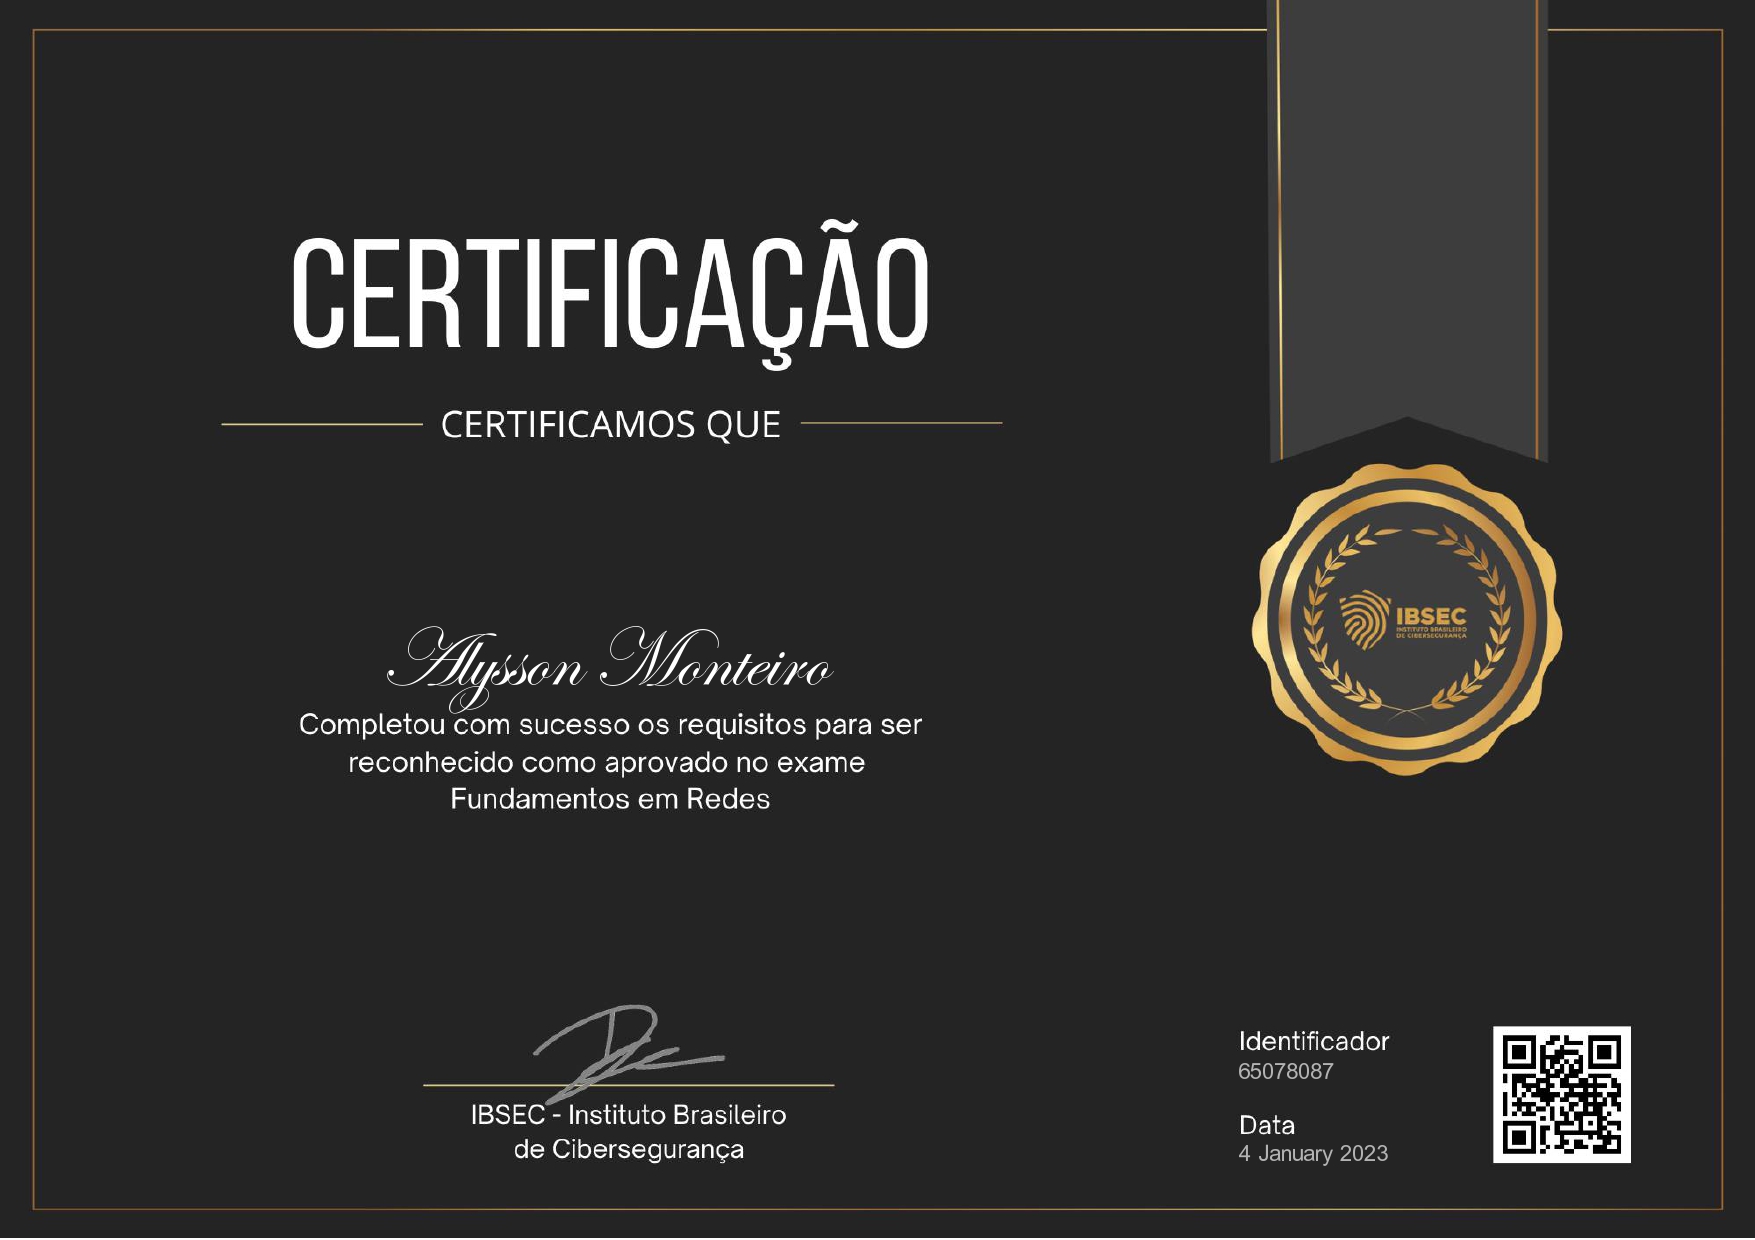 CERTIFICAÇÃO
CERTIFICAMOS QUE
IBSEC
INSTITUTO BRASILEIRO
DE CIBERSEGURANÇA
Alysson Monteiro
Completou com sucesso os requisitos para ser
reconhecido como aprovado no exame
Fundamentos em Redes
IBSEC - Instituto Brasileiro
de Cibersegurança
Identificador
65078087
Data
4 January 2023